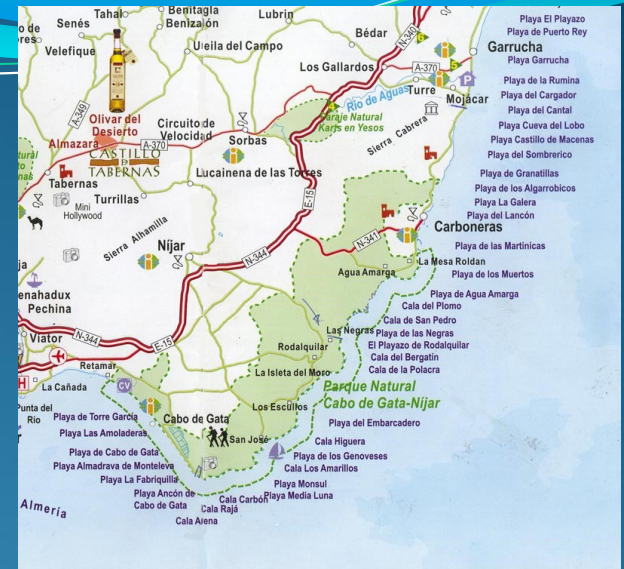 Tahal
Benitagla
Benizalón
Lubrin
Senés
Velefique
Uleila del Campo
Bédar
N-340
Los Gallardos
A-370
Garrucha
Turre
Mojácar
Río de Aguas
Paraje Natural
Karts en Yesos
Sierra Cabrera
A-349
Olivar del
Desierto
Almazara
A-370
CASTILLO
DE
TABERNAS
Circuito de
Velocidad
Sorbas
Tabernas
Lucainena de las Torres
Mini
Hollywood
Turrillas
Sierra Alhamilla
Níjar
E-15
N-344
N-341
Carboneras
La Mesa Roldan
Agua Amarga
Pechina
Viator
N-344
E-15
Retamar
La Cañada
H
CV
Punta del
Río
Rodalquilar
Las Negras
La Isleta del Moro
Los Escullos
Cabo de Gata
San José
Parque Natural
Cabo de Gata-Níjar
Playa El Playazo
Playa de Puerto Rey
Playa Garrucha
Playa de la Rumina
Playa del Cargador
Playa del Cantal
Playa Cueva del Lobo
Playa Castillo de Macenas
Playa del Sombrerico
Playa de Granatillas
Playa de los Algarrobicos
Playa La Galera
Playa del Lancón
Playa de las Martinicas
Playa de los Muertos
Playa de Agua Amarga
Cala del Plomo
Cala de San Pedro
Playa de las Negras
El Playazo de Rodalquilar
Cala del Bergatín
Cala de la Polacra
Playa del Embarcadero
Cala Higuera
Playa de los Genoveses
Cala Los Amarillos
Playa Monsul
Playa Media Luna
Cala Carbón
Cala Rajá
Cala Arena
Playa de Torre García
Playa Las Amoladeras
Playa de Cabo de Gata
Playa Almadrava de Monteleva
Playa La Fabriquilla
Playa Ancón de
Cabo de Gata
Almería